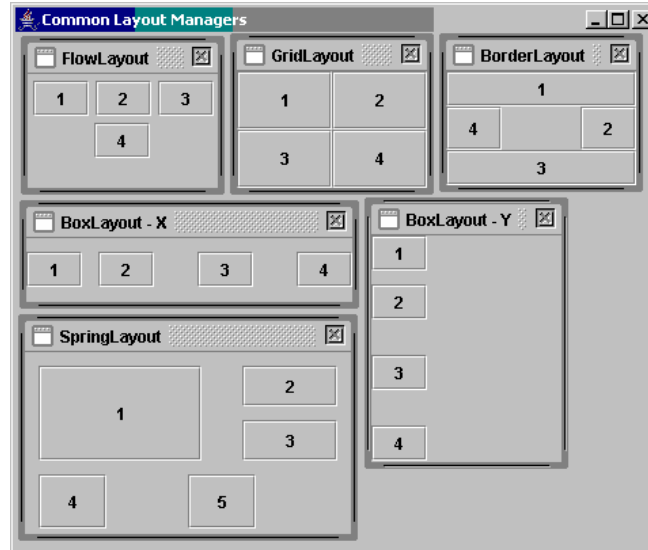 Common Layout Managers
FlowLayout
1 2 3
4
GridLayout
1 2
3 4
BorderLayout
1
4 2
3
BoxLayout - X
1 2 3 4
BoxLayout - Y
1
2
3
4
SpringLayout
1
2
3
4 5